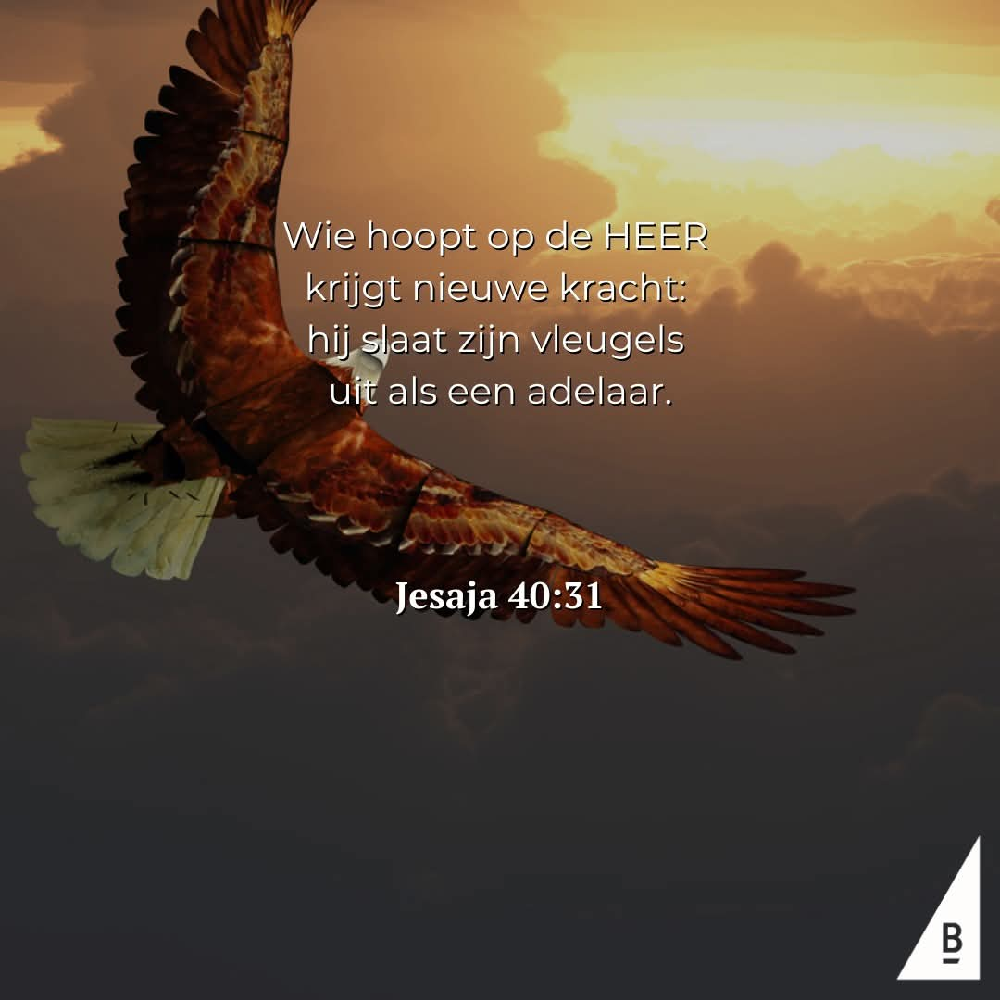 Wie hoopt op de HEER
krijgt nieuwe kracht:
hij slaat zijn vleugels
uit als een adelaar.
Jesaja 40:31
B